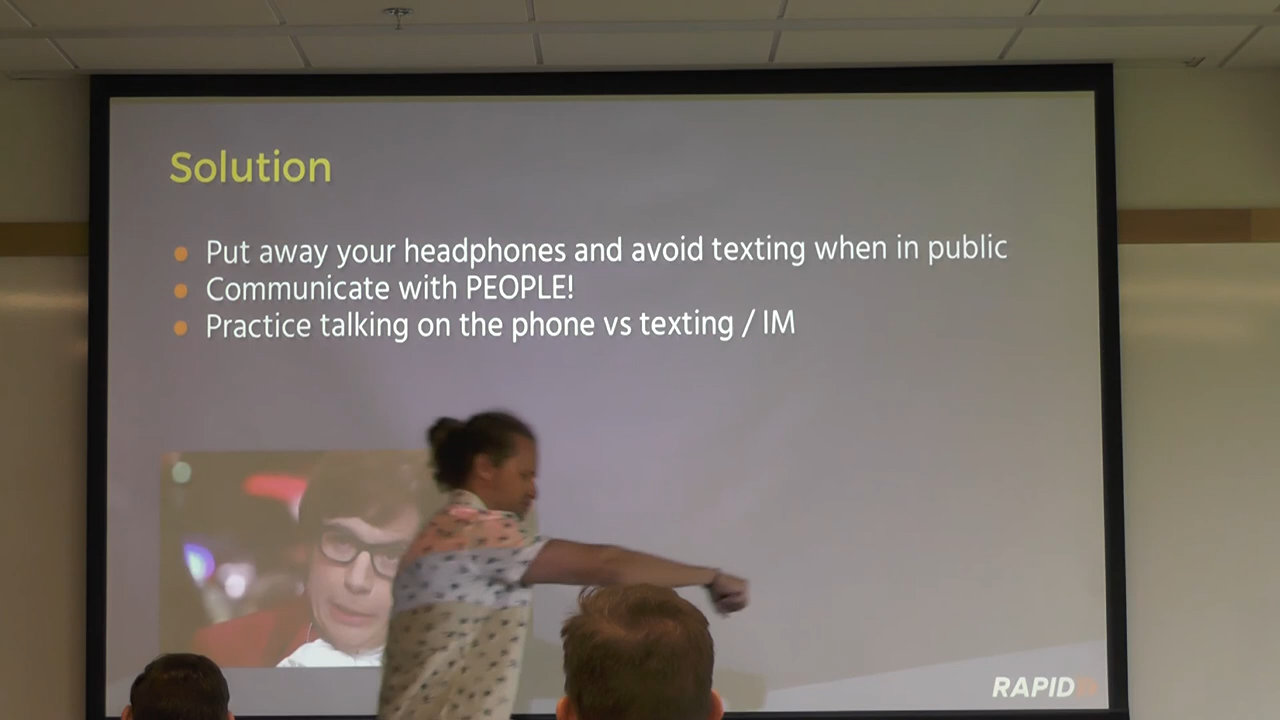 Solution
Put away your headphones and avoid texting when in public
Communicate with PEOPLE!
Practice talking on the phone vs texting / IM
RAPID